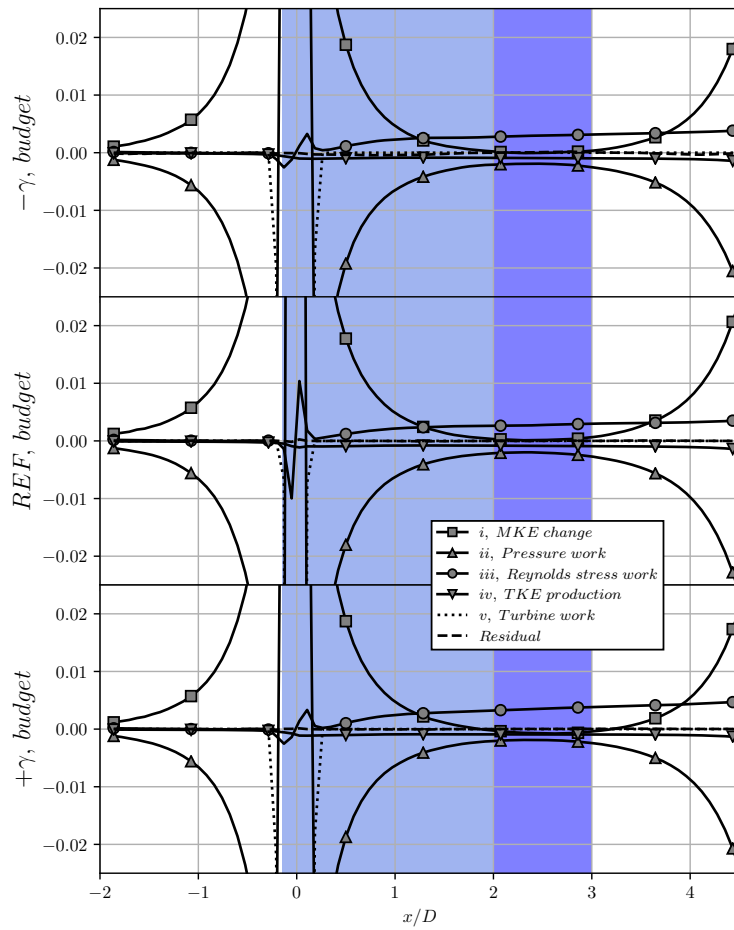 0.02
0.01
0.00
−0.01
−0.02
−γ, budget
0.02
0.01
0.00
−0.01
−0.02
REF, budget
i, MKE change
ii, Pressure work
iii, Reynolds stress work
iv, TKE production
v, Turbine work
Residual
0.02
0.01
0.00
−0.01
−0.02
+γ, budget
−2 −1 0 1 2 3 4
x/D